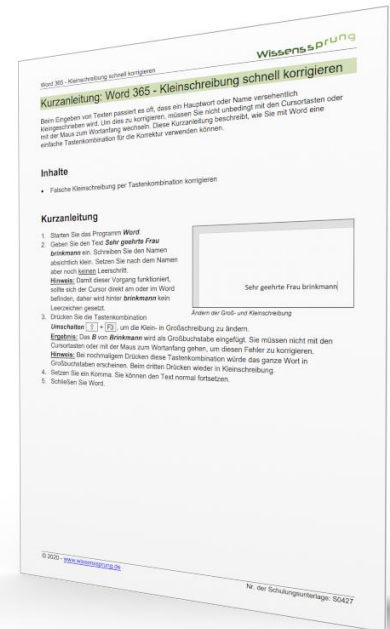 Word 365 - Kleinschreibung schnell korrigieren
Wissenssprung
Kurzanleitung: Word 365 - Kleinschreibung schnell korrigieren
Beim Eingeben von Texten passiert es oft, dass ein Hauptwort oder Name versehentlich
kleingeschrieben wird. Um dies zu korrigieren, müssen Sie nicht unbedingt mit den Cursortasten oder
mit der Maus zum Wortanfang wechseln. Diese Kurzanleitung beschreibt, wie Sie mit Word eine
einfache Tastenkombination für die Korrektur verwenden können.
Inhalte
• Falsche Kleinschreibung per Tastenkombination korrigieren
Kurzanleitung
1. Starten Sie das Programm Word.
2. Geben Sie den Text Sehr geehrte Frau
brinkmann ein. Schreiben Sie den Namen
absichtlich klein. Setzen Sie nach dem Namen
aber noch keinen Leerschritt.
Hinweis: Damit dieser Vorgang funktioniert,
sollte sich der Cursor direkt am oder im Word
befinden, daher wird hinter brinkmann kein
Leerzeichen gesetzt.
3. Drücken Sie die Tastenkombination
Umschalten ⇧ + F3, um die Klein- in Großschreibung zu ändern.
Ergebnis: Das B von Brinkmann wird als Großbuchstabe eingefügt. Sie müssen nicht mit den
Cursortasten oder mit der Maus zum Wortanfang gehen, um diesen Fehler zu korrigieren.
Hinweis: Bei nochmaligem Drücken diese Tastenkombination würde das ganze Wort in
Großbuchstaben erscheinen. Beim dritten Drücken wieder in Kleinschreibung.
4. Setzen Sie ein Komma. Sie können den Text normal fortsetzen.
5. Schließen Sie Word.
Sehr geehrte Frau brinkmann
Ändern der Groß- und Kleinschreibung
© 2020 - www.wissenssprung.de
Nr. der Schulungsunterlage: S0427